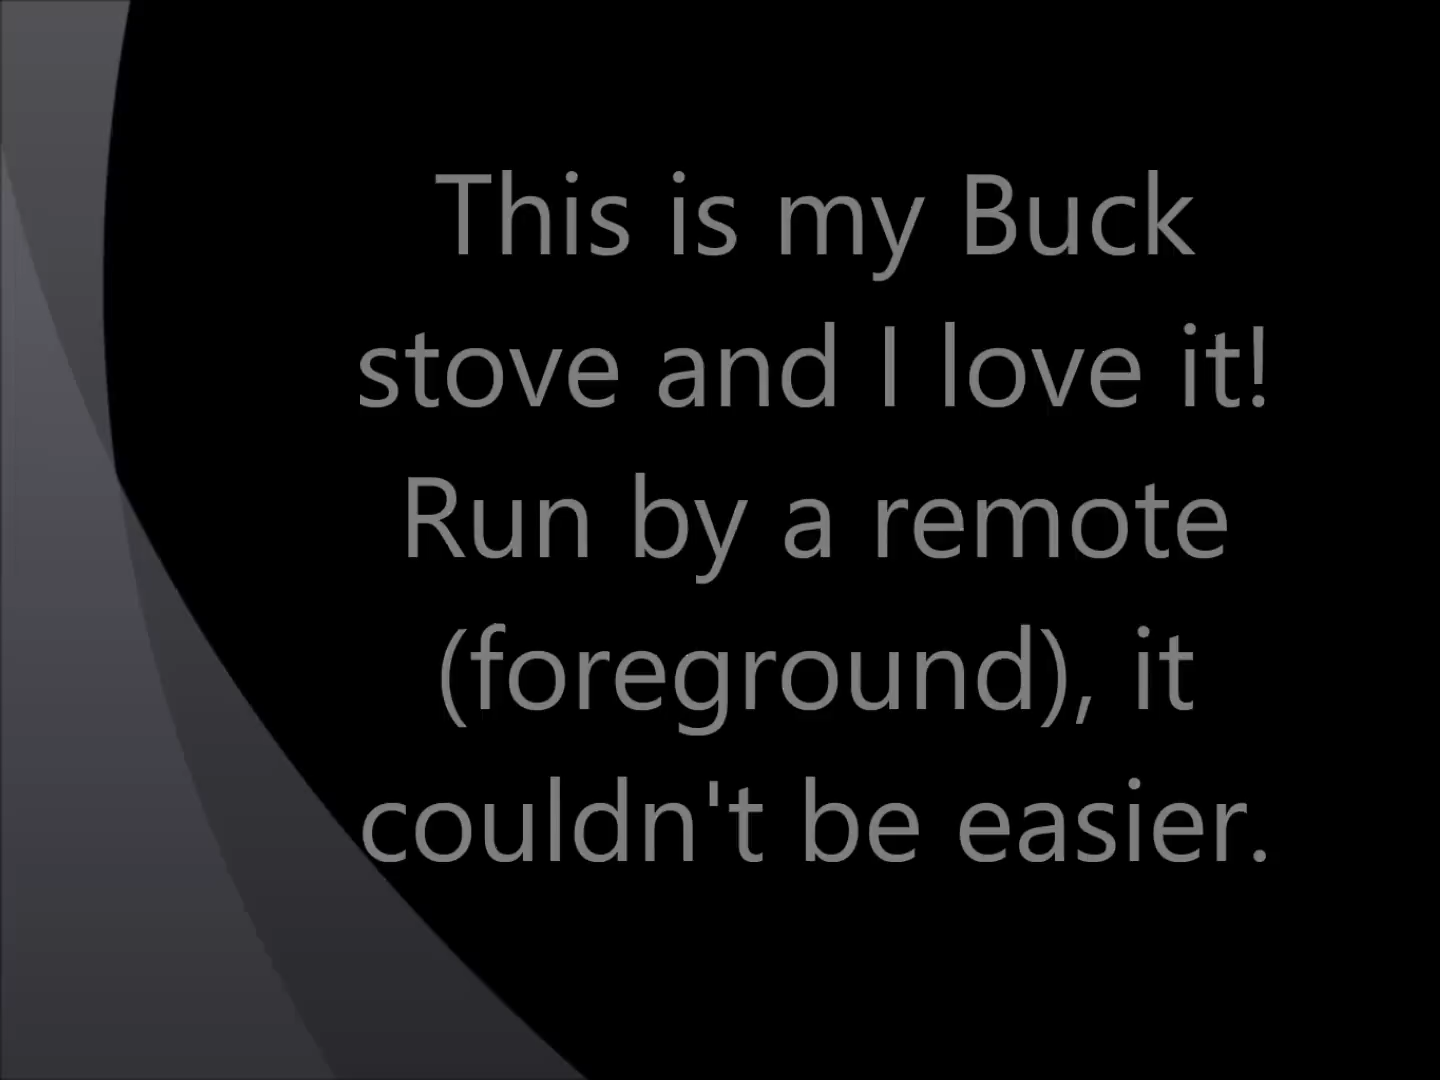 This is my Buck
stove and I love it!
Run by a remote
(foreground), it
couldn't be easier.